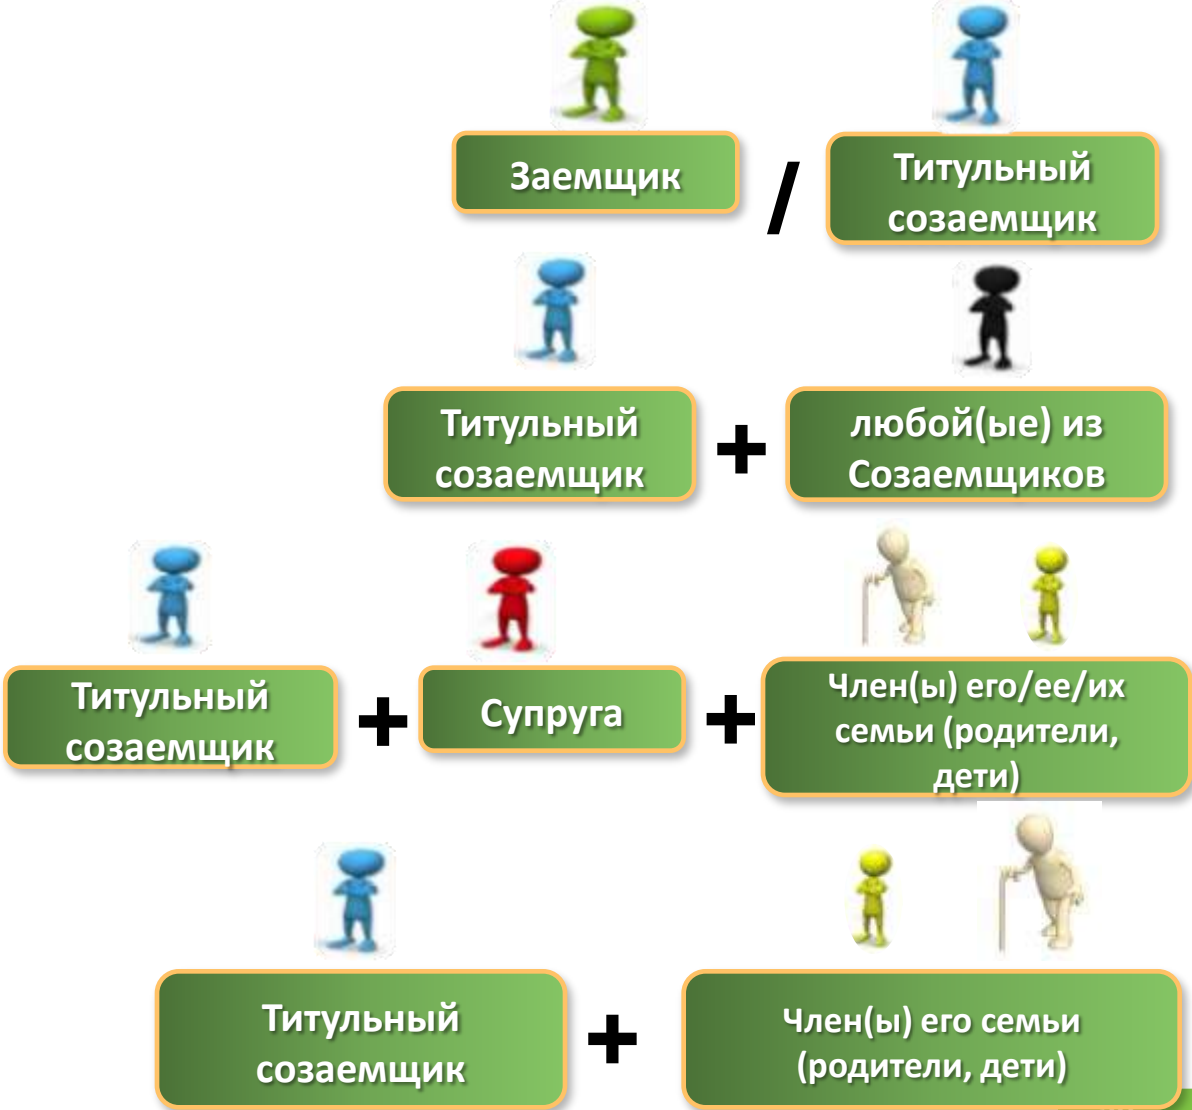 Заемщик
/
Титульный
созаемщик
Титульный
созаемщик
+
любой(ые) из
Созаемщиков
Титульный
созаемщик
+
Супруга
+
Член(ы) его/ее/их
семьи (родители,
дети)
Титульный
созаемщик
+
Член(ы) его семьи
(родители, дети)